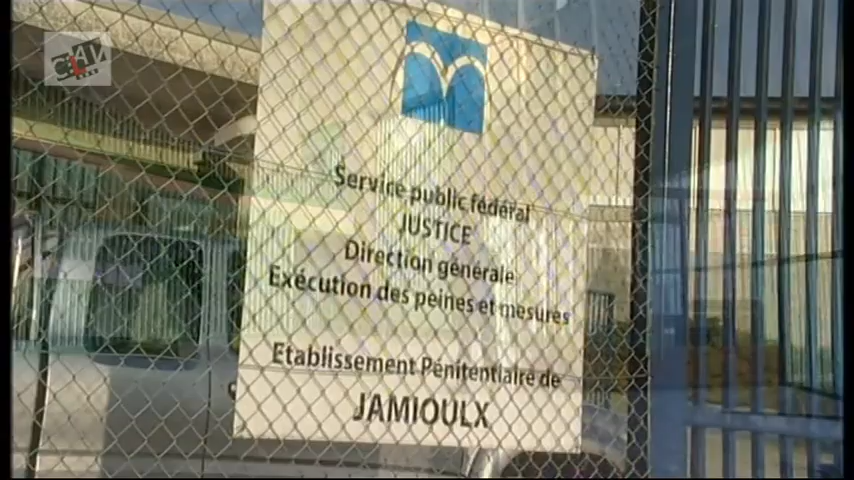 Service public fédéral
JUSTICE
Direction générale
Exécution des peines et mesures
Etablissement Pénitentiaire de
JAMIOULX